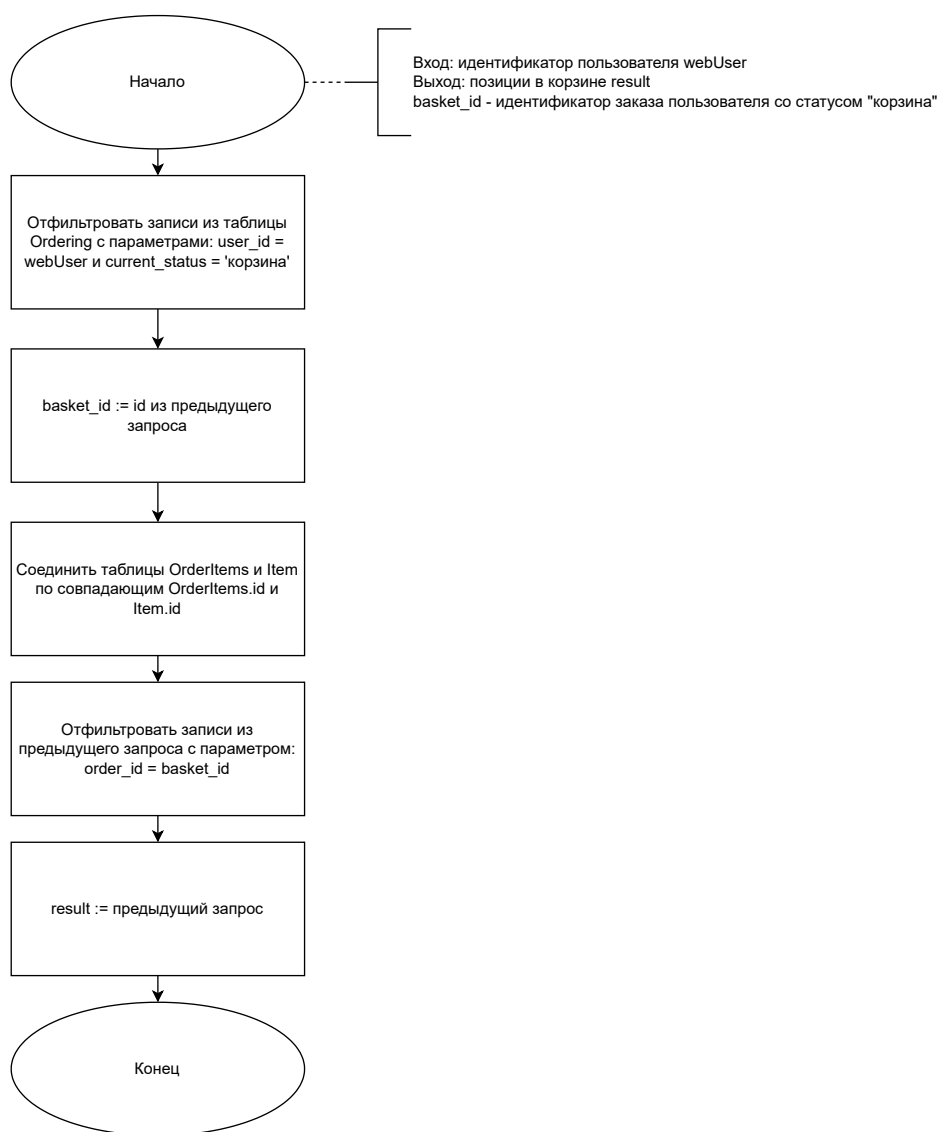 Начало
Вход: идентификатор пользователя webUser
Выход: позиции в корзине result
basket_id - идентификатор заказа пользователя со статусом "корзина"
Отфильтровать записи из таблицы
Ordering с параметрами: user_id =
webUser и current_status = 'корзина'
basket_id := id из предыдущего
запроса
Соединить таблицы OrderItems и Item
по совпадающим OrderItems.id и
Item.id
Отфильтровать записи из
предыдущего запроса с параметром:
order_id = basket_id
result := предыдущий запрос
Конец